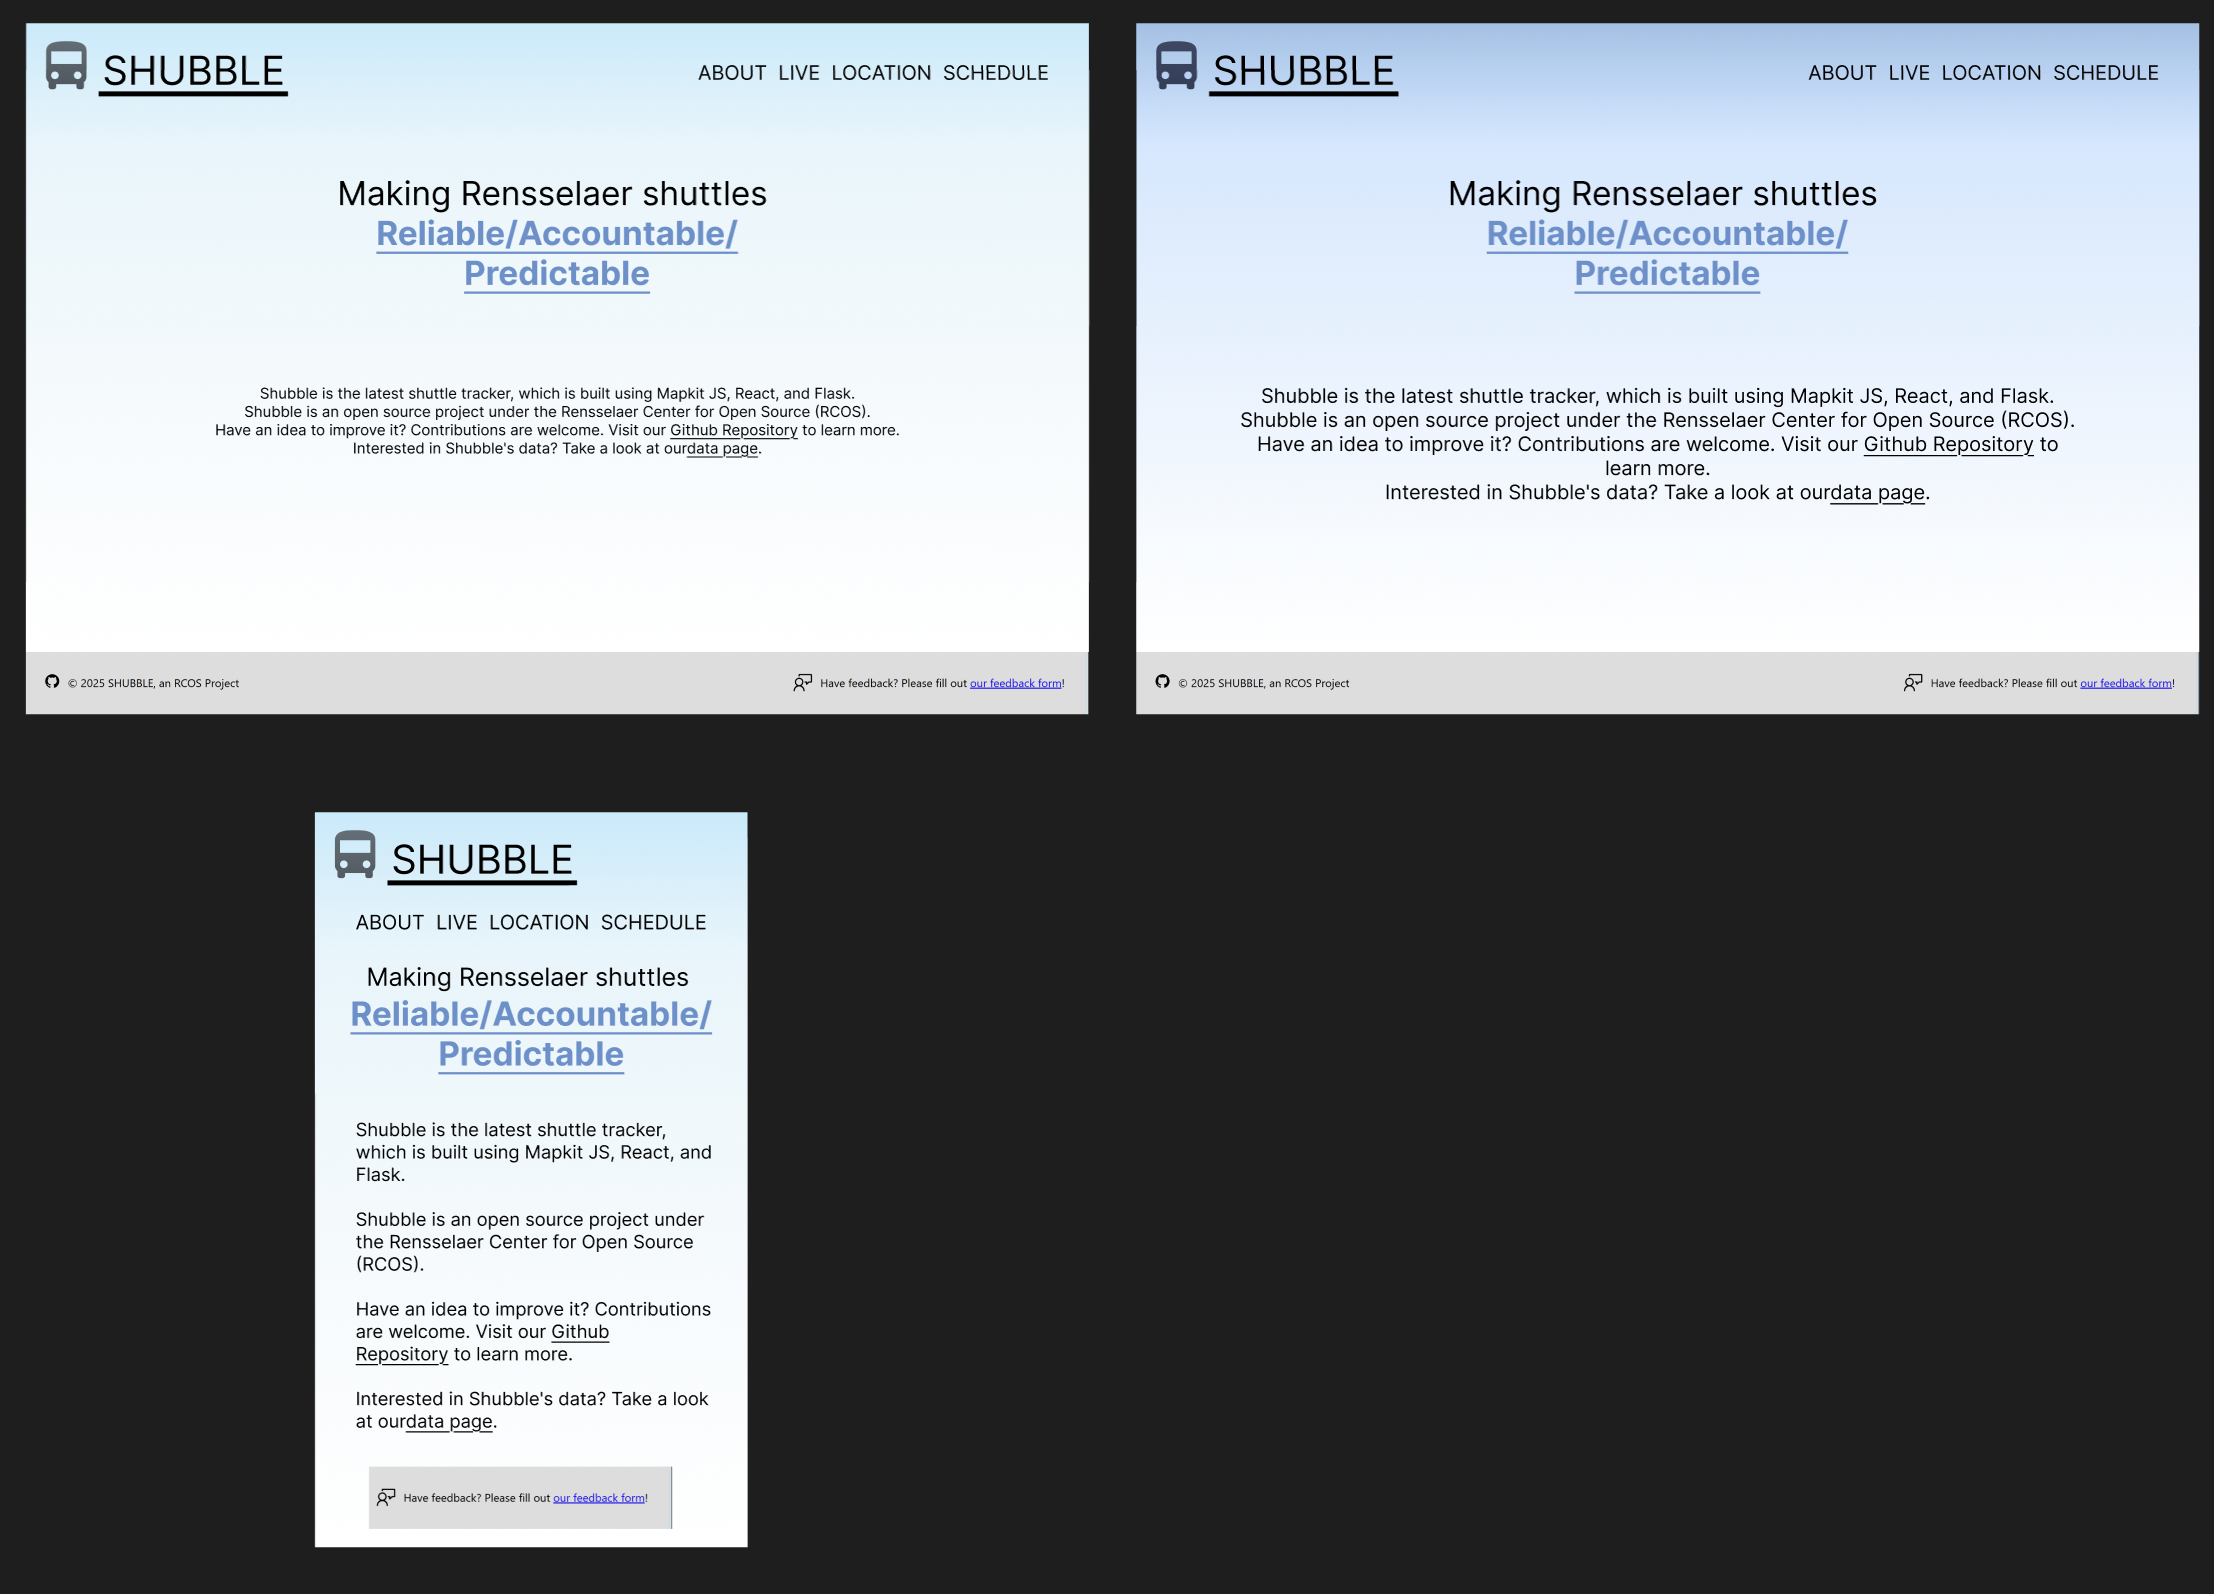 SHUBBLE
ABOUT LIVE LOCATION SCHEDULE
Making Rensselaer shuttles
Reliable/Accountable/
Predictable
Shubble is the latest shuttle tracker, which is built using Mapkit JS, React, and Flask.
Shubble is an open source project under the Rensselaer Center for Open Source (RCOS).
Have an idea to improve it? Contributions are welcome. Visit our Github Repository to learn more.
Interested in Shubble's data? Take a look at ourdata page.
© 2025 SHUBBLE, an RCOS Project
Have feedback? Please fill out our feedback form!
SHUBBLE
ABOUT LIVE LOCATION SCHEDULE
Making Rensselaer shuttles
Reliable/Accountable/
Predictable
Shubble is the latest shuttle tracker, which is built using Mapkit JS, React, and Flask.
Shubble is an open source project under the Rensselaer Center for Open Source (RCOS).
Have an idea to improve it? Contributions are welcome. Visit our Github Repository to
learn more.
Interested in Shubble's data? Take a look at ourdata page.
© 2025 SHUBBLE, an RCOS Project
Have feedback? Please fill out our feedback form!
SHUBBLE
ABOUT LIVE LOCATION SCHEDULE
Making Rensselaer shuttles
Reliable/Accountable/
Predictable
Shubble is the latest shuttle tracker,
which is built using Mapkit JS, React, and
Flask.
Shubble is an open source project under
the Rensselaer Center for Open Source
(RCOS).
Have an idea to improve it? Contributions
are welcome. Visit our Github
Repository to learn more.
Interested in Shubble's data? Take a look
at ourdata page.
Have feedback? Please fill out our feedback form!